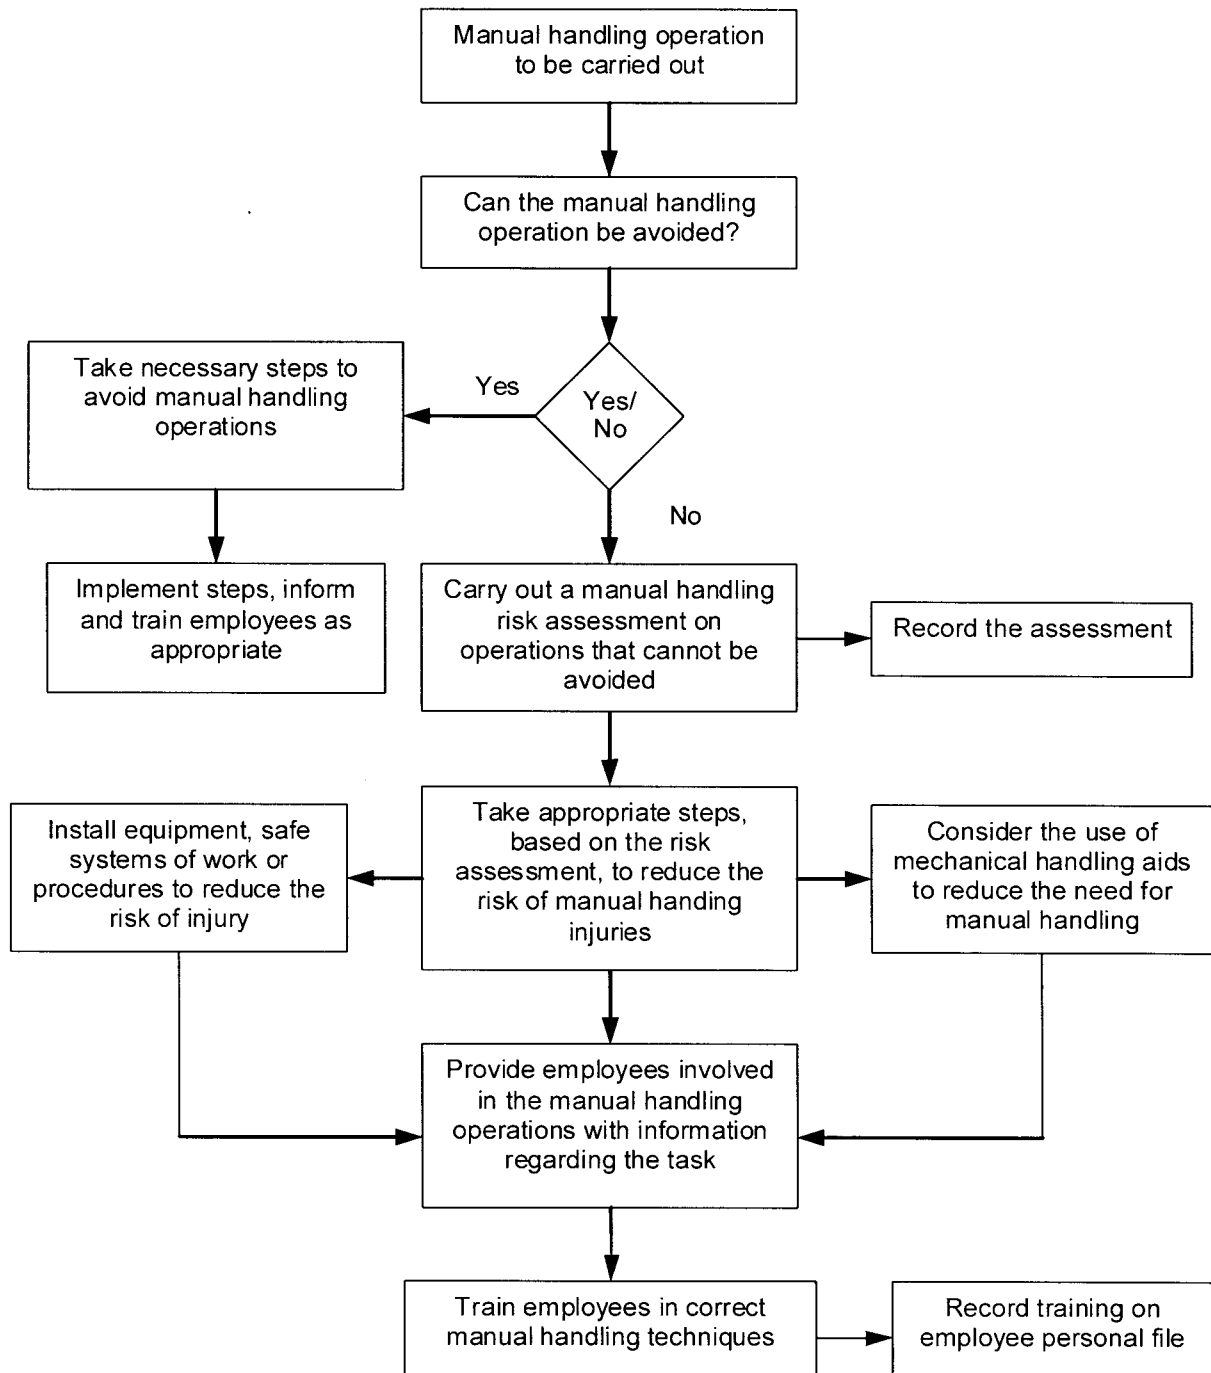 Manual handling operation
to be carried out
Can the manual handling
operation be avoided?
Take necessary steps to
avoid manual handling
operations
Yes
Yes/
No
No
Implement steps, inform
and train employees as
appropriate
Carry out a manual handling
risk assessment on
operations that cannot be
avoided
Record the assessment
Install equipment, safe
systems of work or
procedures to reduce the
risk of injury
Take appropriate steps,
based on the risk
assessment, to reduce the
risk of manual handing
injuries
Consider the use of
mechanical handling aids
to reduce the need for
manual handling
Provide employees involved
in the manual handling
operations with information
regarding the task
Train employees in correct
manual handling techniques
Record training on
employee personal file